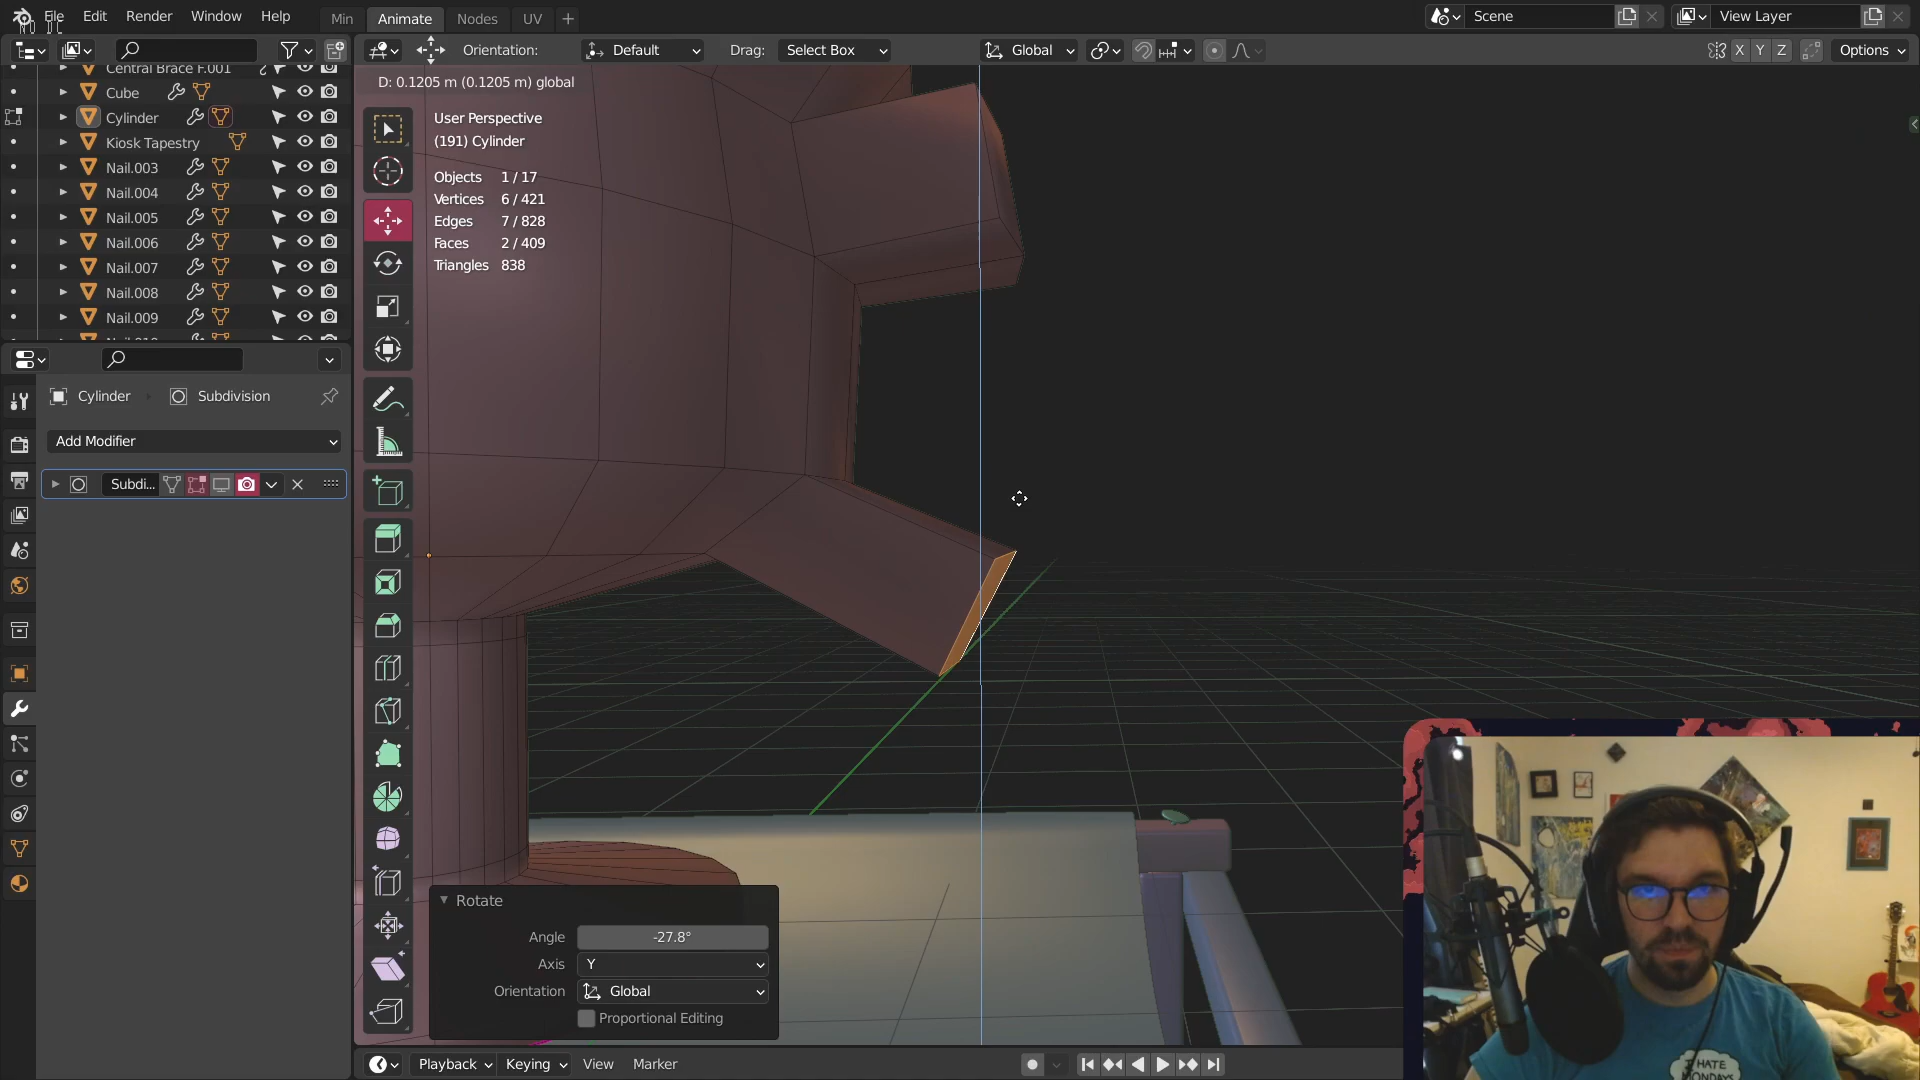 File Edit Render Window Help
Min Animate Nodes UV +
Scene
View Layer
Orientation: Default Drag: Select Box
Global
X Y Z Options
D: 0.1205 m (0.1205 m) global
Central Brace F.001
Cube
Cylinder
Kiosk Tapestry
Nail.003
Nail.004
Nail.005
Nail.006
Nail.007
Nail.008
Nail.009
User Perspective
(191) Cylinder
Objects 1 / 17
Vertices 6 / 421
Edges 7 / 828
Faces 2 / 409
Triangles 838
Cylinder Subdivision
Add Modifier
Subdi...
Rotate
Angle -27.8°
Axis Y
Orientation Global
Proportional Editing
Playback Keying View Marker
I HATE
MONDAYS